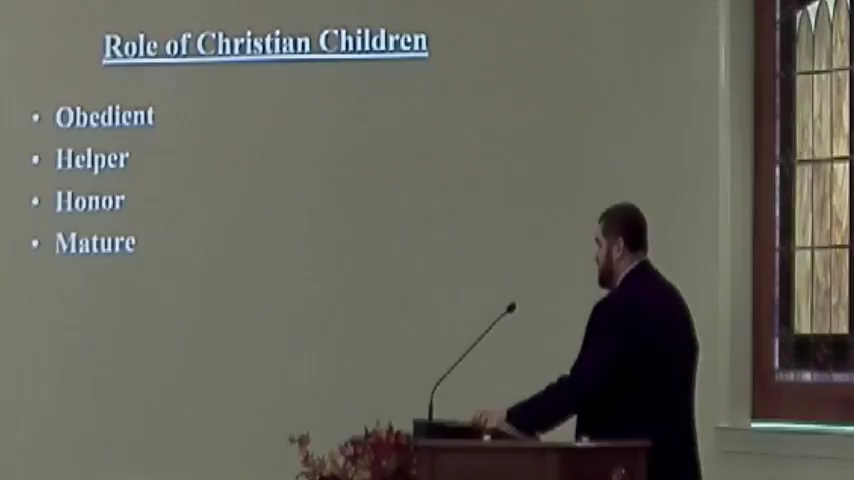 Role of Christian Children
• Obedient
• Helper
• Honor
• Mature